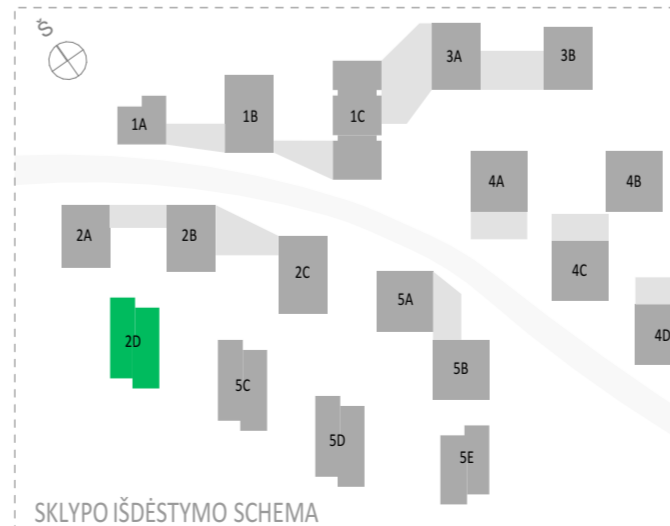 Š
3A
3B
1B
1C
1A
4A
4B
2A
2B
2C
4C
5A
4D
2D
5B
5C
5D
5E
SKLYPO IŠDĖSTYMO SCHEMA